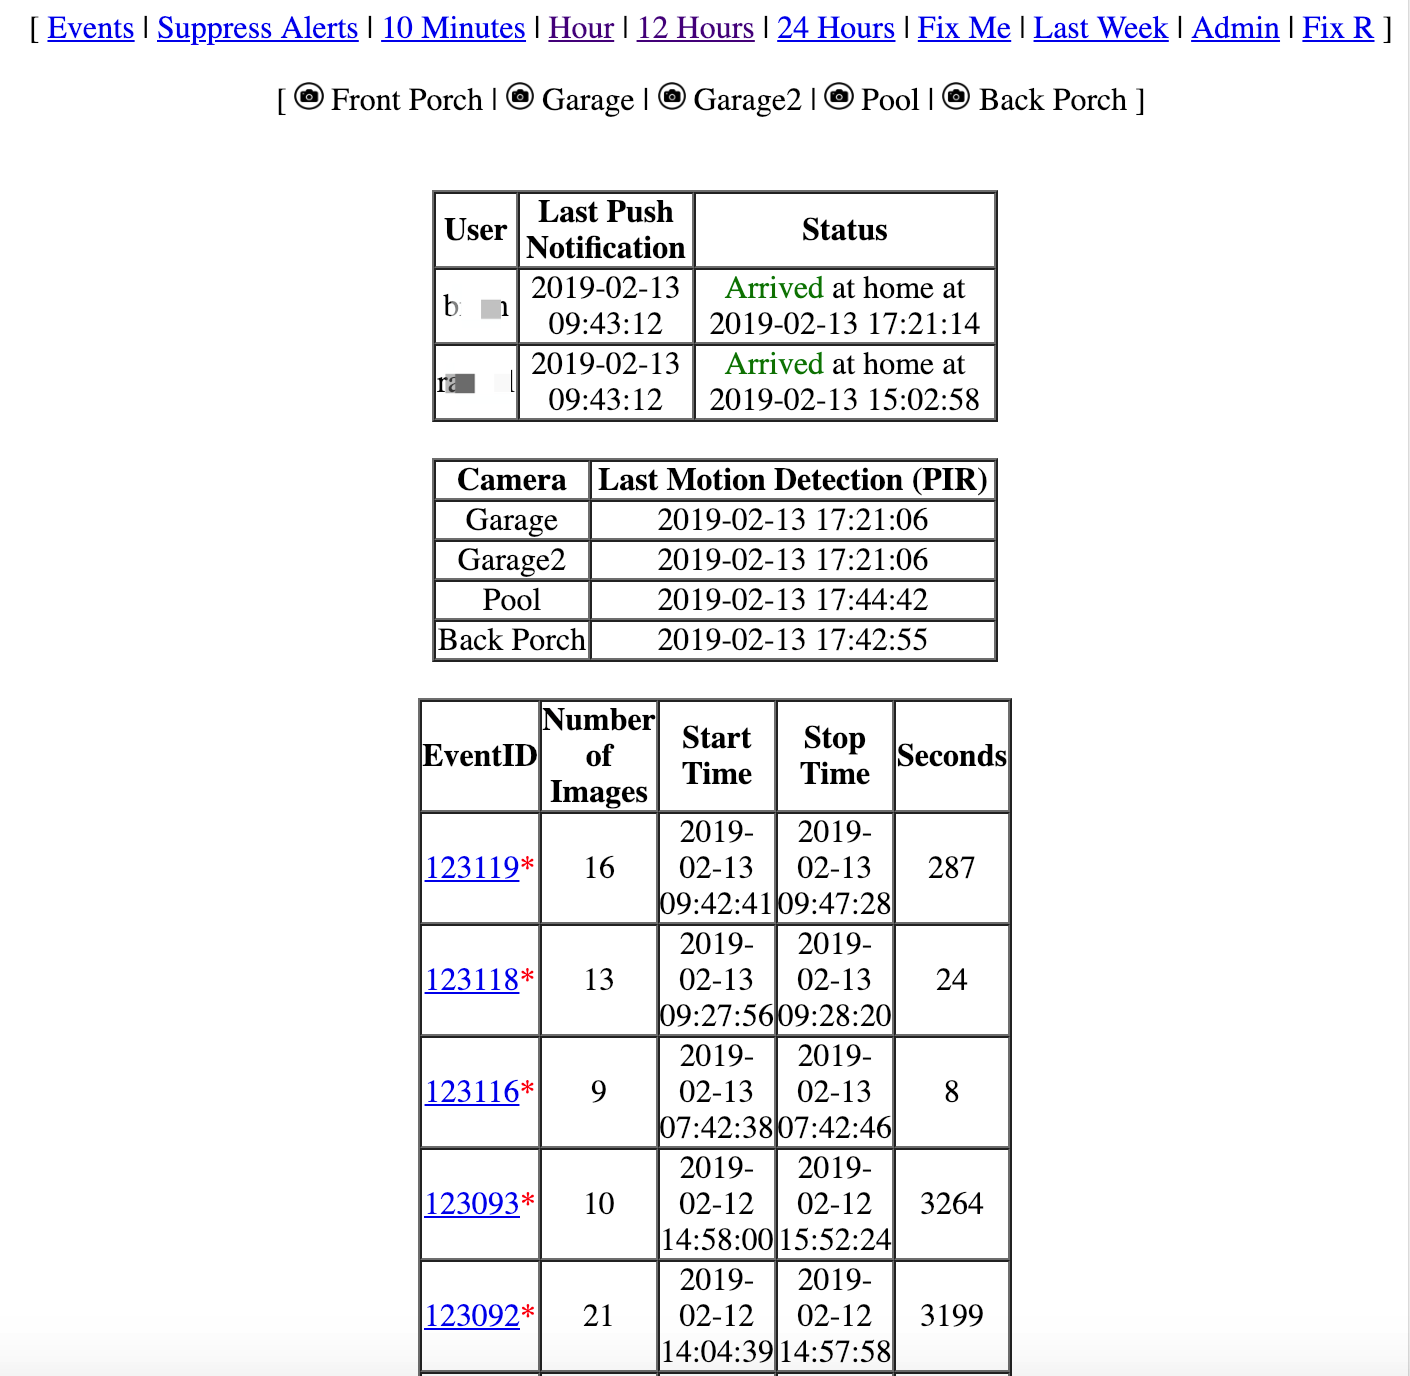 [ Events | Suppress Alerts | 10 Minutes | Hour | 12 Hours | 24 Hours | Fix Me | Last Week | Admin | Fix R ]
[ Front Porch | Garage | Garage2 | Pool | Back Porch ]
User | Last Push Notification | Status
2019-02-13 09:43:12 | Arrived at home at 2019-02-13 17:21:14
2019-02-13 09:43:12 | Arrived at home at 2019-02-13 15:02:58
Camera | Last Motion Detection (PIR)
Garage | 2019-02-13 17:21:06
Garage2 | 2019-02-13 17:21:06
Pool | 2019-02-13 17:44:42
Back Porch | 2019-02-13 17:42:55
EventID | Number of Images | Start Time | Stop Time | Seconds
123119* | 16 | 2019-02-13 09:42:41 | 2019-02-13 09:47:28 | 287
123118* | 13 | 2019-02-13 09:27:56 | 2019-02-13 09:28:20 | 24
123116* | 9 | 2019-02-13 07:42:38 | 2019-02-13 07:42:46 | 8
123093* | 10 | 2019-02-12 14:58:00 | 2019-02-12 15:52:24 | 3264
123092* | 21 | 2019-02-12 14:04:39 | 2019-02-12 14:57:58 | 3199